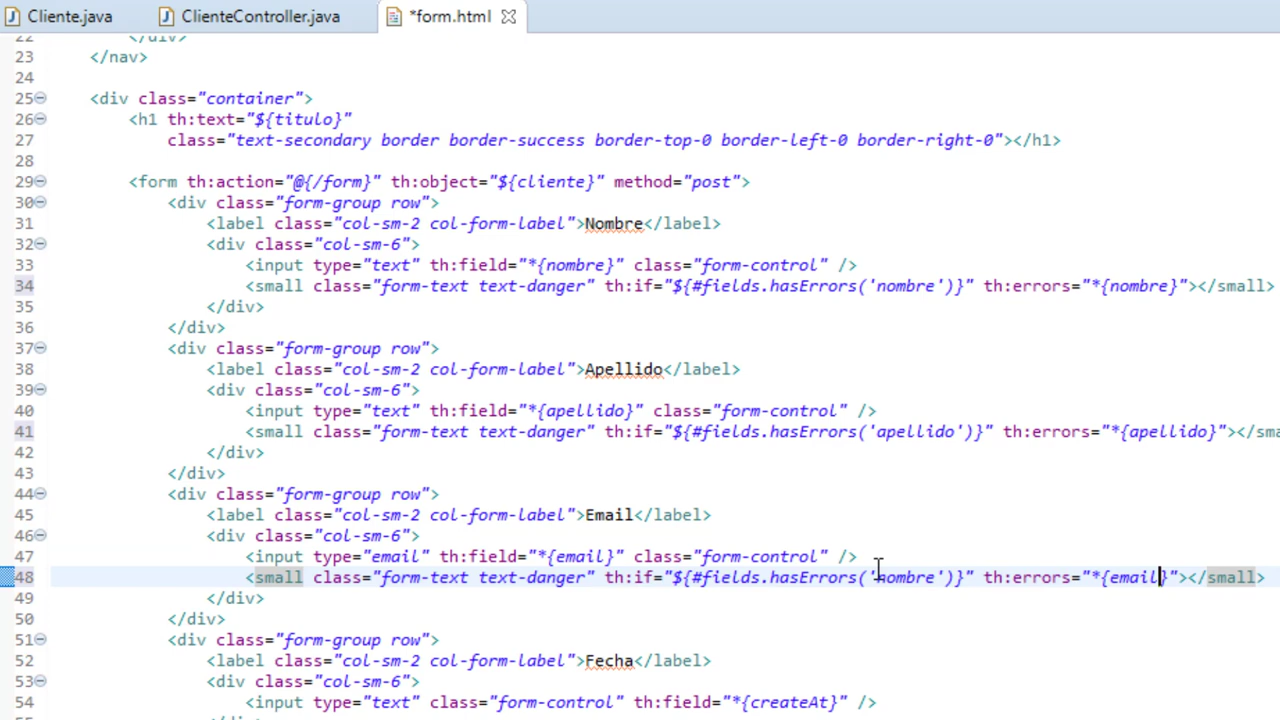 Cliente.java ClienteController.java *form.html
22 </div>
23 </nav>
24
25 <div class="container">
26 <h1 th:text="${titulo}"
27 class="text-secondary border border-success border-top-0 border-left-0 border-right-0"></h1>
28
29 <form th:action="@{/form}" th:object="${cliente}" method="post">
30 <div class="form-group row">
31 <label class="col-sm-2 col-form-label">Nombre</label>
32 <div class="col-sm-6">
33 <input type="text" th:field="*{nombre}" class="form-control" />
34 <small class="form-text text-danger" th:if="${#fields.hasErrors('nombre')}" th:errors="*{nombre}"></small>
35 </div>
36 </div>
37 <div class="form-group row">
38 <label class="col-sm-2 col-form-label">Apellido</label>
39 <div class="col-sm-6">
40 <input type="text" th:field="*{apellido}" class="form-control" />
41 <small class="form-text text-danger" th:if="${#fields.hasErrors('apellido')}" th:errors="*{apellido}"></sma
42 </div>
43 </div>
44 <div class="form-group row">
45 <label class="col-sm-2 col-form-label">Email</label>
46 <div class="col-sm-6">
47 <input type="email" th:field="*{email}" class="form-control" />
48 <small class="form-text text-danger" th:if="${#fields.hasErrors('nombre')}" th:errors="*{email}"></small>
49 </div>
50 </div>
51 <div class="form-group row">
52 <label class="col-sm-2 col-form-label">Fecha</label>
53 <div class="col-sm-6">
54 <input type="text" class="form-control" th:field="*{createAt}" />